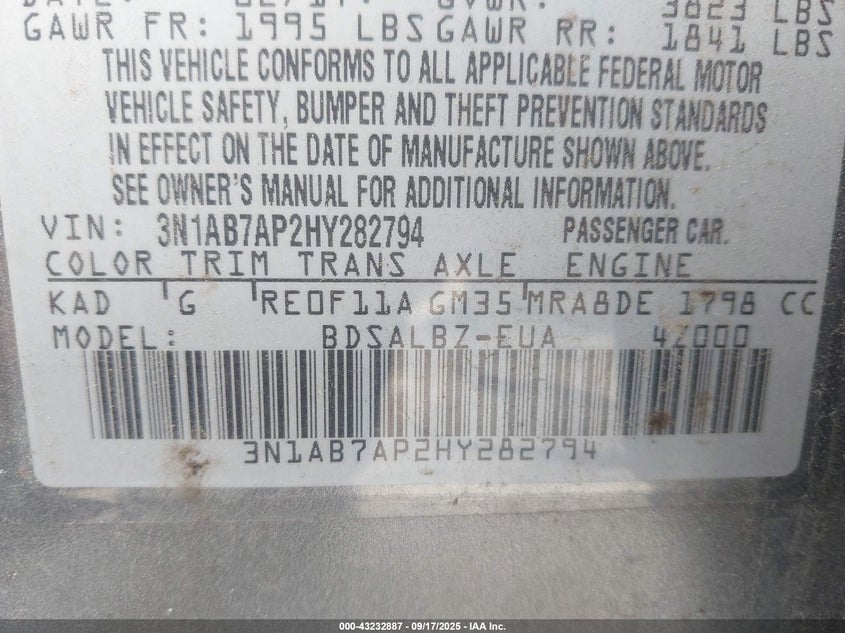 GVWR: 3823 LBS
GAWR FR: 1995 LBS GAWR RR: 1841 LBS
THIS VEHICLE CONFORMS TO ALL APPLICABLE FEDERAL MOTOR
VEHICLE SAFETY, BUMPER AND THEFT PREVENTION STANDARDS
IN EFFECT ON THE DATE OF MANUFACTURE SHOWN ABOVE.
SEE OWNER'S MANUAL FOR ADDITIONAL INFORMATION.
VIN: 3N1AB7AP2HY282794 PASSENGER CAR.
COLOR TRIM TRANS AXLE ENGINE
KAD G RE0F11A GM35 MRA8DE 1798 CC
MODEL: BDSALBZ-EUA 42000
3N1AB7AP2HY282794
000-43232887 - 09/17/2025 - IAA Inc.